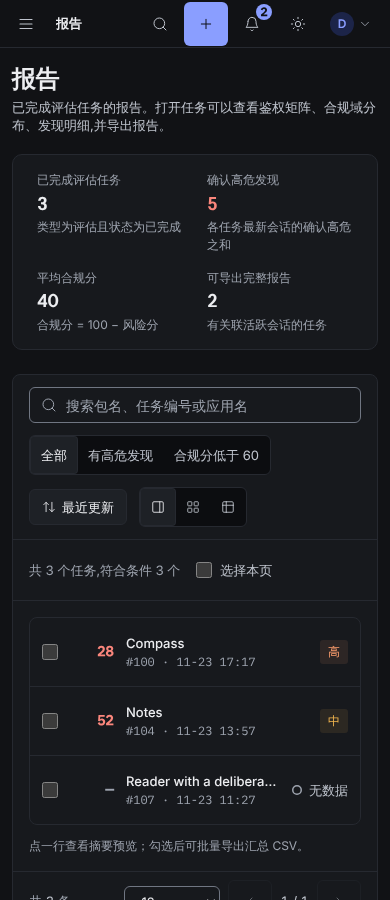 报告
2
D
报告
已完成评估任务的报告。打开任务可以查看鉴权矩阵、合规域分
布、发现明细,并导出报告。
已完成评估任务
3
类型为评估且状态为已完成
确认高危发现
5
各任务最新会话的确认高危
之和
平均合规分
40
合规分 = 100 − 风险分
可导出完整报告
2
有关联活跃会话的任务
搜索包名、任务编号或应用名
全部 有高危发现 合规分低于 60
最近更新
共 3 个任务,符合条件 3 个 选择本页
28 Compass 高
#100 · 11-23 17:17
52 Notes 中
#104 · 11-23 13:57
— Reader with a delibera... 无数据
#107 · 11-23 11:27
点一行查看摘要预览；勾选后可批量导出汇总 CSV。